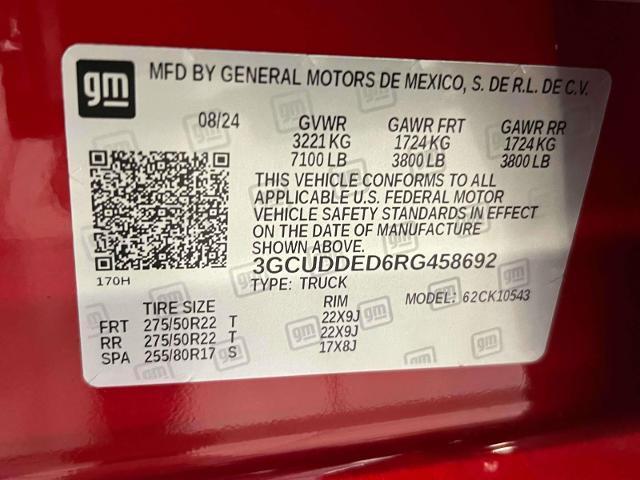 gm MFD BY GENERAL MOTORS DE MEXICO, S. DE R.L. DE C.V.
08/24 GVWR GAWR FRT GAWR RR
3221 KG 1724 KG 1724 KG
7100 LB 3800 LB 3800 LB
THIS VEHICLE CONFORMS TO ALL
APPLICABLE U.S. FEDERAL MOTOR
VEHICLE SAFETY STANDARDS IN EFFECT
ON THE DATE OF MANUFACTURE
SHOWN ABOVE.
170H
3GCUDDED6RG458692
TYPE: TRUCK
TIRE SIZE RIM MODEL: 62CK10543
FRT 275/50R22 T 22X9J
RR 275/50R22 T 22X9J
SPA 255/80R17 S 17X8J